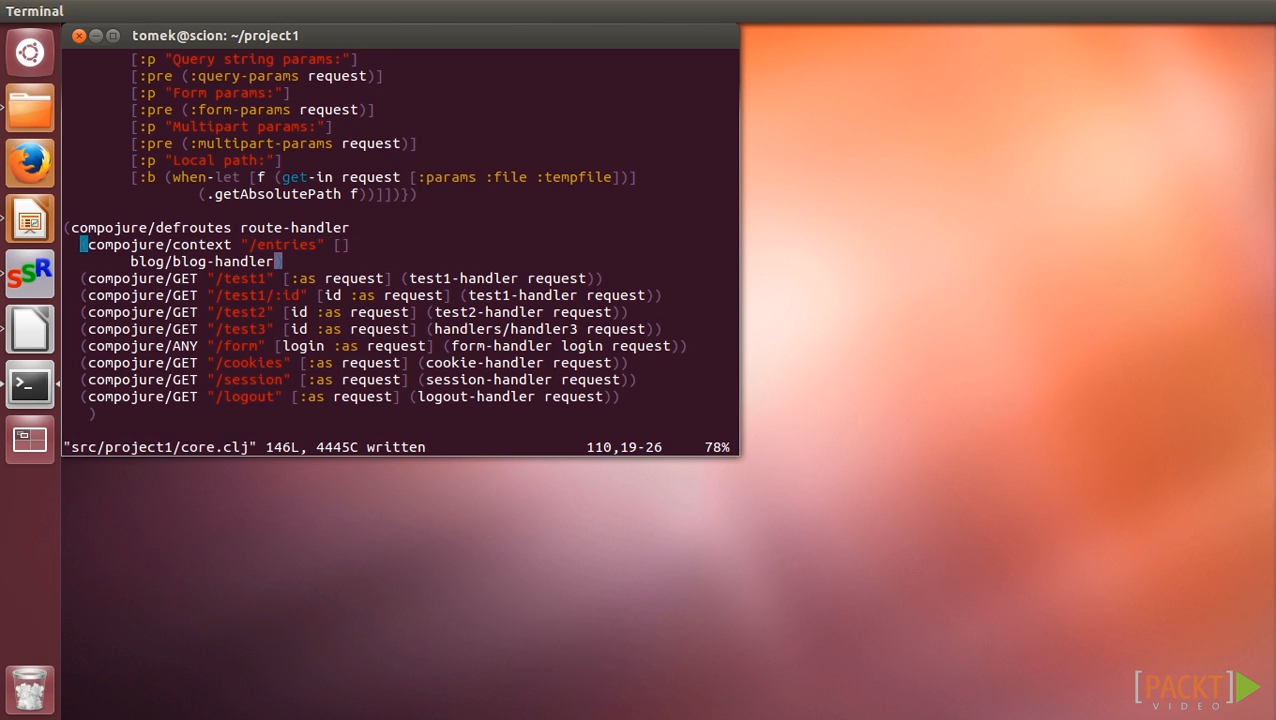 Terminal
tomek@scion: ~/project1
[:p "Query string params:"]
[:pre (:query-params request)]
[:p "Form params:"]
[:pre (:form-params request)]
[:p "Multipart params:"]
[:pre (:multipart-params request)]
[:p "Local path:"]
[:b (when-let [f (get-in request [:params :file :tempfile])]
(.getAbsolutePath f))]])})
(compojure/defroutes route-handler
(compojure/context "/entries" []
blog/blog-handler)
(compojure/GET "/test1" [:as request] (test1-handler request))
(compojure/GET "/test1/:id" [id :as request] (test1-handler request))
(compojure/GET "/test2" [id :as request] (test2-handler request))
(compojure/GET "/test3" [id :as request] (handlers/handler3 request))
(compojure/ANY "/form" [login :as request] (form-handler login request))
(compojure/GET "/cookies" [:as request] (cookie-handler request))
(compojure/GET "/session" [:as request] (session-handler request))
(compojure/GET "/logout" [:as request] (logout-handler request))
)
"src/project1/core.clj" 146L, 4445C written 110,19-26 78%
SSR
[PACKT]
VIDEO